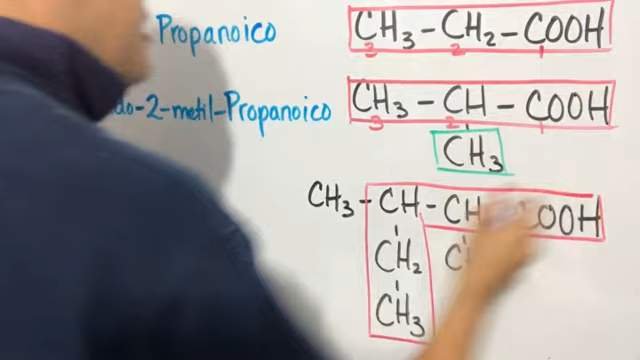 Propanoico CH₃-CH₂-COOH
3 2 1
do-2-metil-Propanoico CH₃-CH-COOH
3 2 1
CH₃
CH₃-CH-CH COOH
CH₂
CH₃